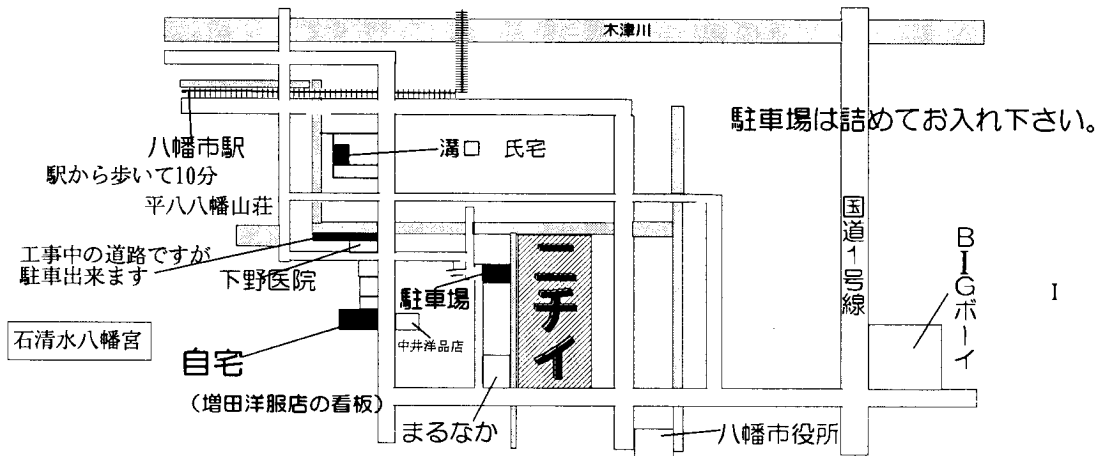 木津川
駐車場は詰めてお入れ下さい。
八幡市駅
駅から歩いて10分
溝口　氏宅
平八八幡山荘
国道1号線
BIGボーイ
I
工事中の道路ですが
駐車出来ます
下野医院
駐車場
ニチイ
石清水八幡宮
自宅
中井洋品店
(増田洋服店の看板)
まるなか
八幡市役所